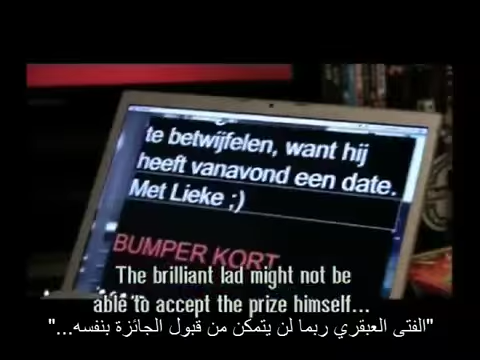 te betwijfelen, want hij
heeft vanavond een date.
Met Lieke ;)
BUMPER KORT
The brilliant lad might not be
able to accept the prize himself...
"الفتى العبقري ربما لن يتمكن من قبول الجائزة بنفسه..."